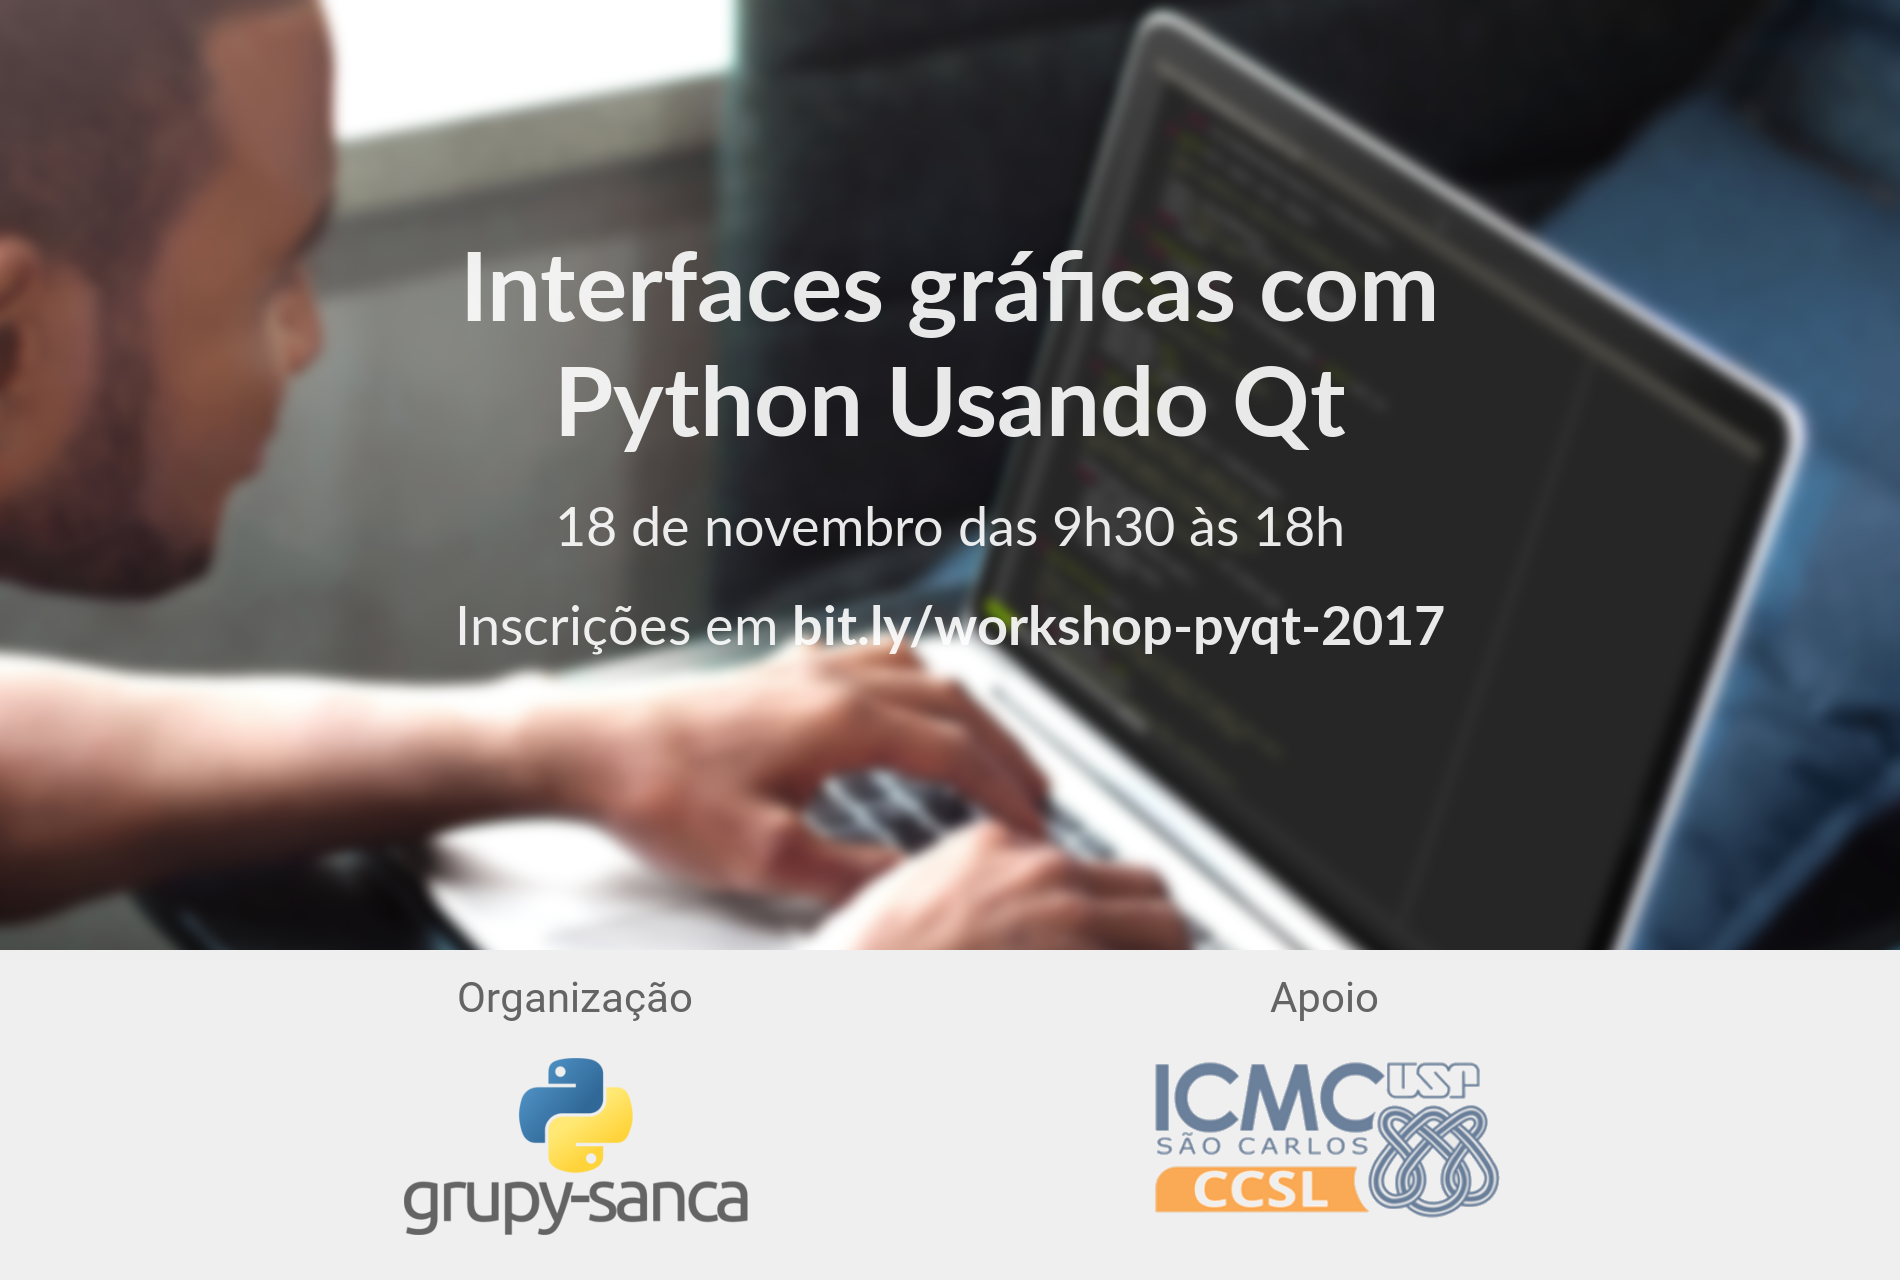 Interfaces gráficas com
Python Usando Qt
18 de novembro das 9h30 às 18h
Inscrições em bit.ly/workshop-pyqt-2017
Organização
grupy-sanca
Apoio
ICMC USP
SÃO CARLOS
CCSL